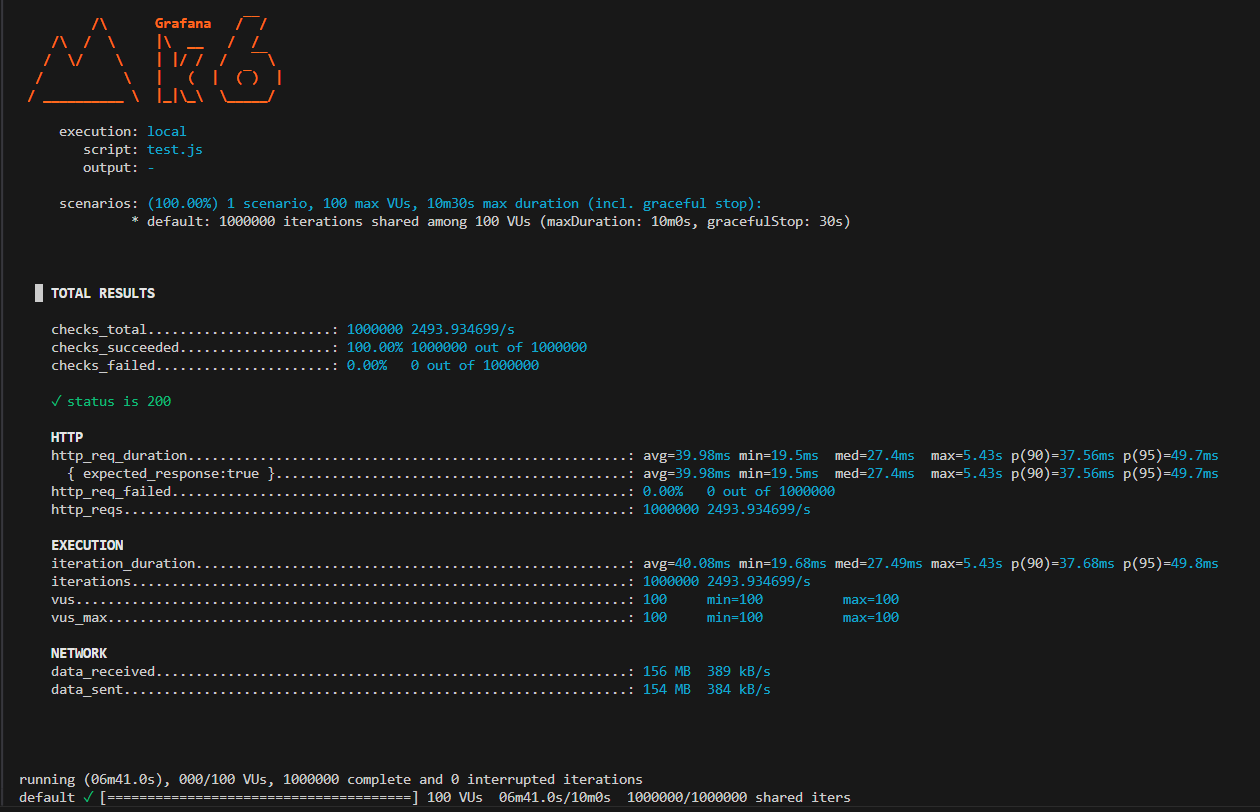 Grafana
execution: local
script: test.js
output: -
scenarios: (100.00%) 1 scenario, 100 max VUs, 10m30s max duration (incl. graceful stop):
* default: 1000000 iterations shared among 100 VUs (maxDuration: 10m0s, gracefulStop: 30s)
TOTAL RESULTS
checks_total.......................: 1000000 2493.934699/s
checks_succeeded...................: 100.00% 1000000 out of 1000000
checks_failed......................: 0.00% 0 out of 1000000
✓ status is 200
HTTP
http_req_duration.......................................................: avg=39.98ms min=19.5ms med=27.4ms max=5.43s p(90)=37.56ms p(95)=49.7ms
{ expected_response:true }............................................: avg=39.98ms min=19.5ms med=27.4ms max=5.43s p(90)=37.56ms p(95)=49.7ms
http_req_failed.........................................................: 0.00% 0 out of 1000000
http_reqs...............................................................: 1000000 2493.934699/s
EXECUTION
iteration_duration......................................................: avg=40.08ms min=19.68ms med=27.49ms max=5.43s p(90)=37.68ms p(95)=49.8ms
iterations..............................................................: 1000000 2493.934699/s
vus.....................................................................: 100 min=100 max=100
vus_max.................................................................: 100 min=100 max=100
NETWORK
data_received...........................................................: 156 MB 389 kB/s
data_sent...............................................................: 154 MB 384 kB/s
running (06m41.0s), 000/100 VUs, 1000000 complete and 0 interrupted iterations
default ✓ [======================================] 100 VUs 06m41.0s/10m0s 1000000/1000000 shared iters